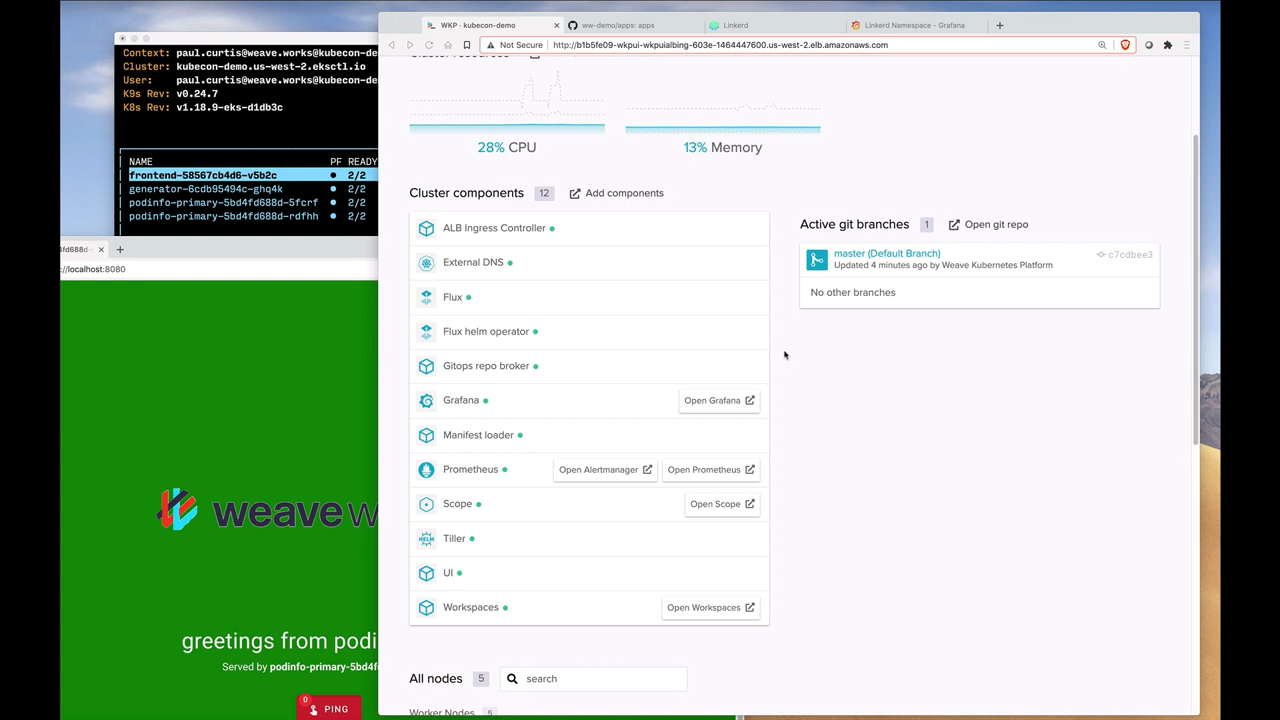 WKP - kubecon-demo
ww-demo/apps: apps
Linkerd
Linkerd Namespace - Grafana
Not Secure
http://b1b5fe09-wkpui-wkpuialbing-603e-1464447600.us-west-2.elb.amazonaws.com
Context: paul.curtis@weave.works@kubecon-de
Cluster: kubecon-demo.us-west-2.eksctl.io
User: paul.curtis@weave.works@kubecon-de
K9s Rev: v0.24.7
K8s Rev: v1.18.9-eks-d1db3c
NAME PF READY
frontend-58567cb4d6-v5b2c ● 2/2
generator-6cdb95494c-ghq4k ● 2/2
podinfo-primary-5bd4fd688d-5fcrf ● 2/2
podinfo-primary-5bd4fd688d-rdfhh ● 2/2
4fd688d-
://localhost:8080
weave w
greetings from podi
Served by podinfo-primary-5bd4f
0
PING
28% CPU
13% Memory
Cluster components 12 Add components
ALB Ingress Controller
External DNS
Flux
Flux helm operator
Gitops repo broker
Grafana Open Grafana
Manifest loader
Prometheus Open Alertmanager Open Prometheus
Scope Open Scope
HELM Tiller
UI
Workspaces Open Workspaces
Active git branches 1 Open git repo
master (Default Branch) c7cdbee3
Updated 4 minutes ago by Weave Kubernetes Platform
No other branches
All nodes 5 search
Worker Nodes 5